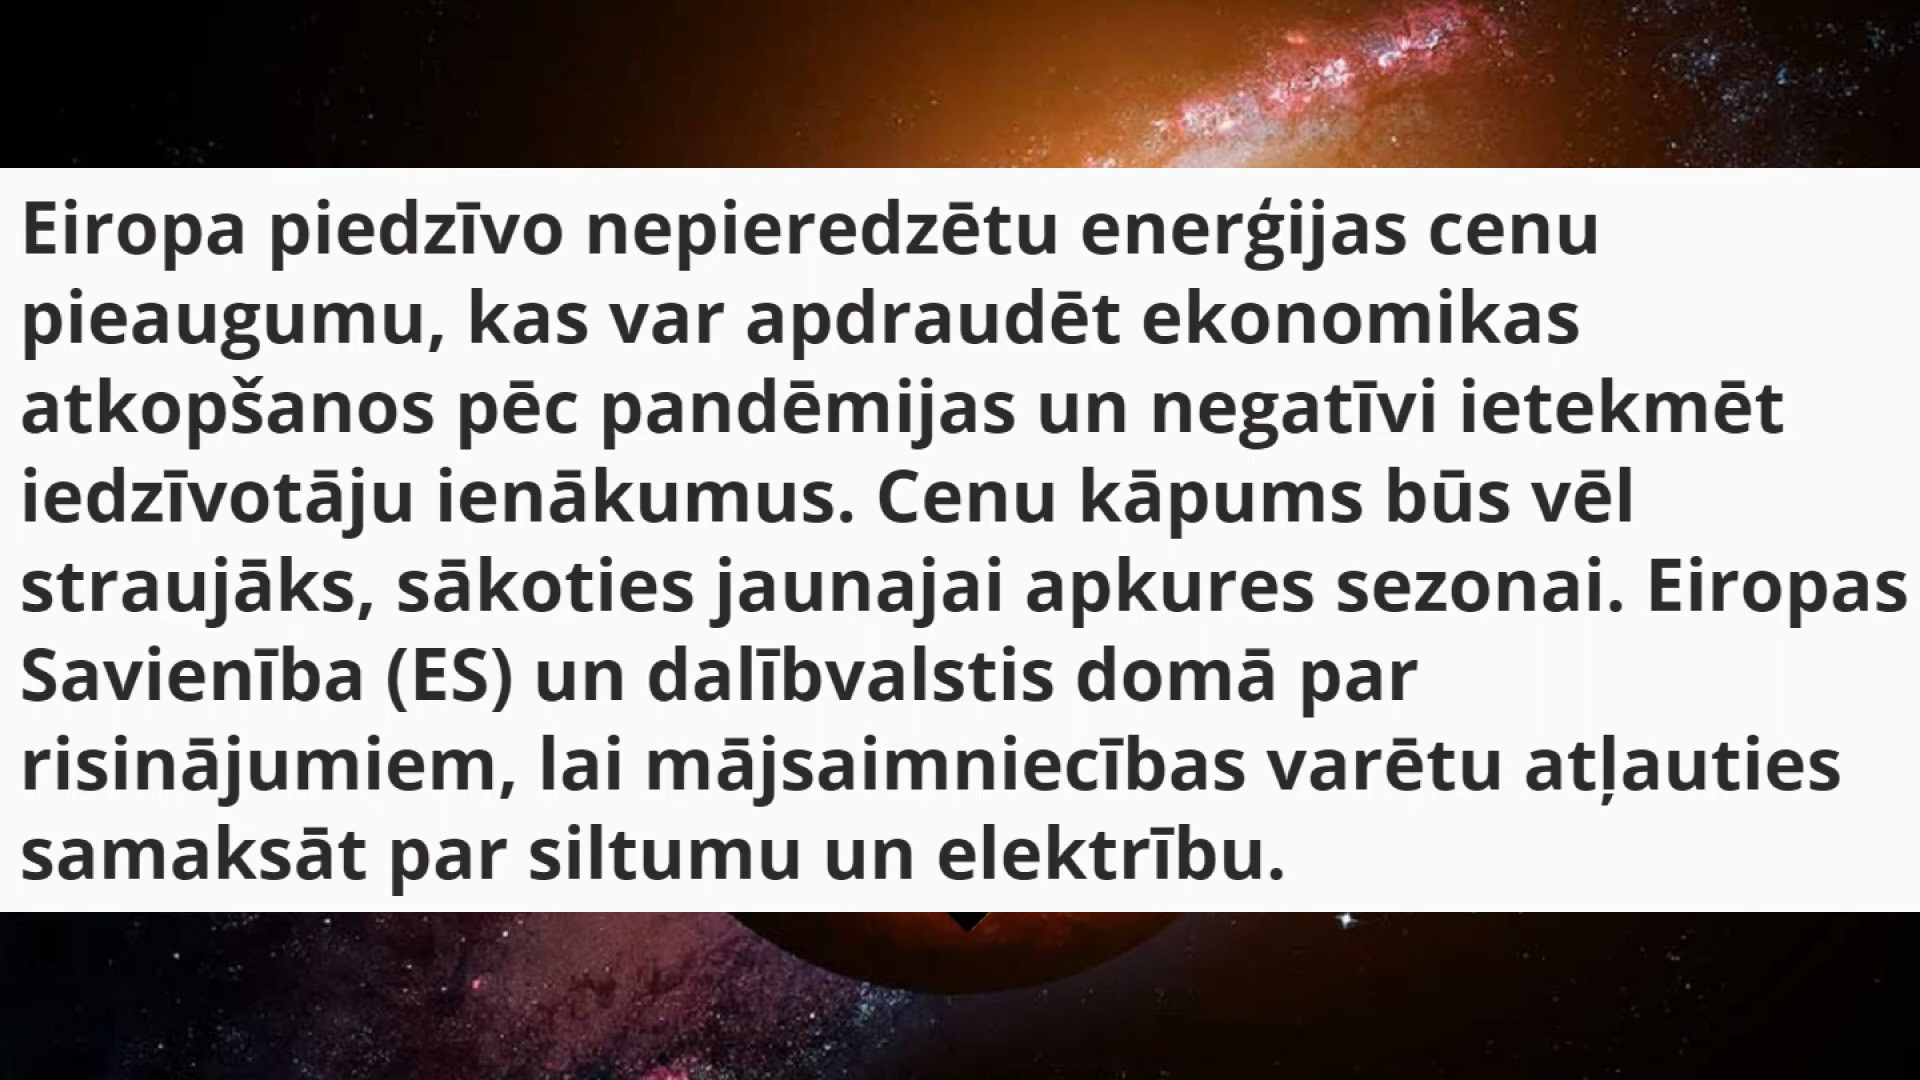 Eiropa piedzīvo nepieredzētu enerģijas cenu
pieaugumu, kas var apdraudēt ekonomikas
atkopšanos pēc pandēmijas un negatīvi ietekmēt
iedzīvotāju ienākumus. Cenu kāpums būs vēl
straujāks, sākoties jaunajai apkures sezonai. Eiropas
Savienība (ES) un dalībvalstis domā par
risinājumiem, lai mājsaimniecības varētu atļauties
samaksāt par siltumu un elektrību.